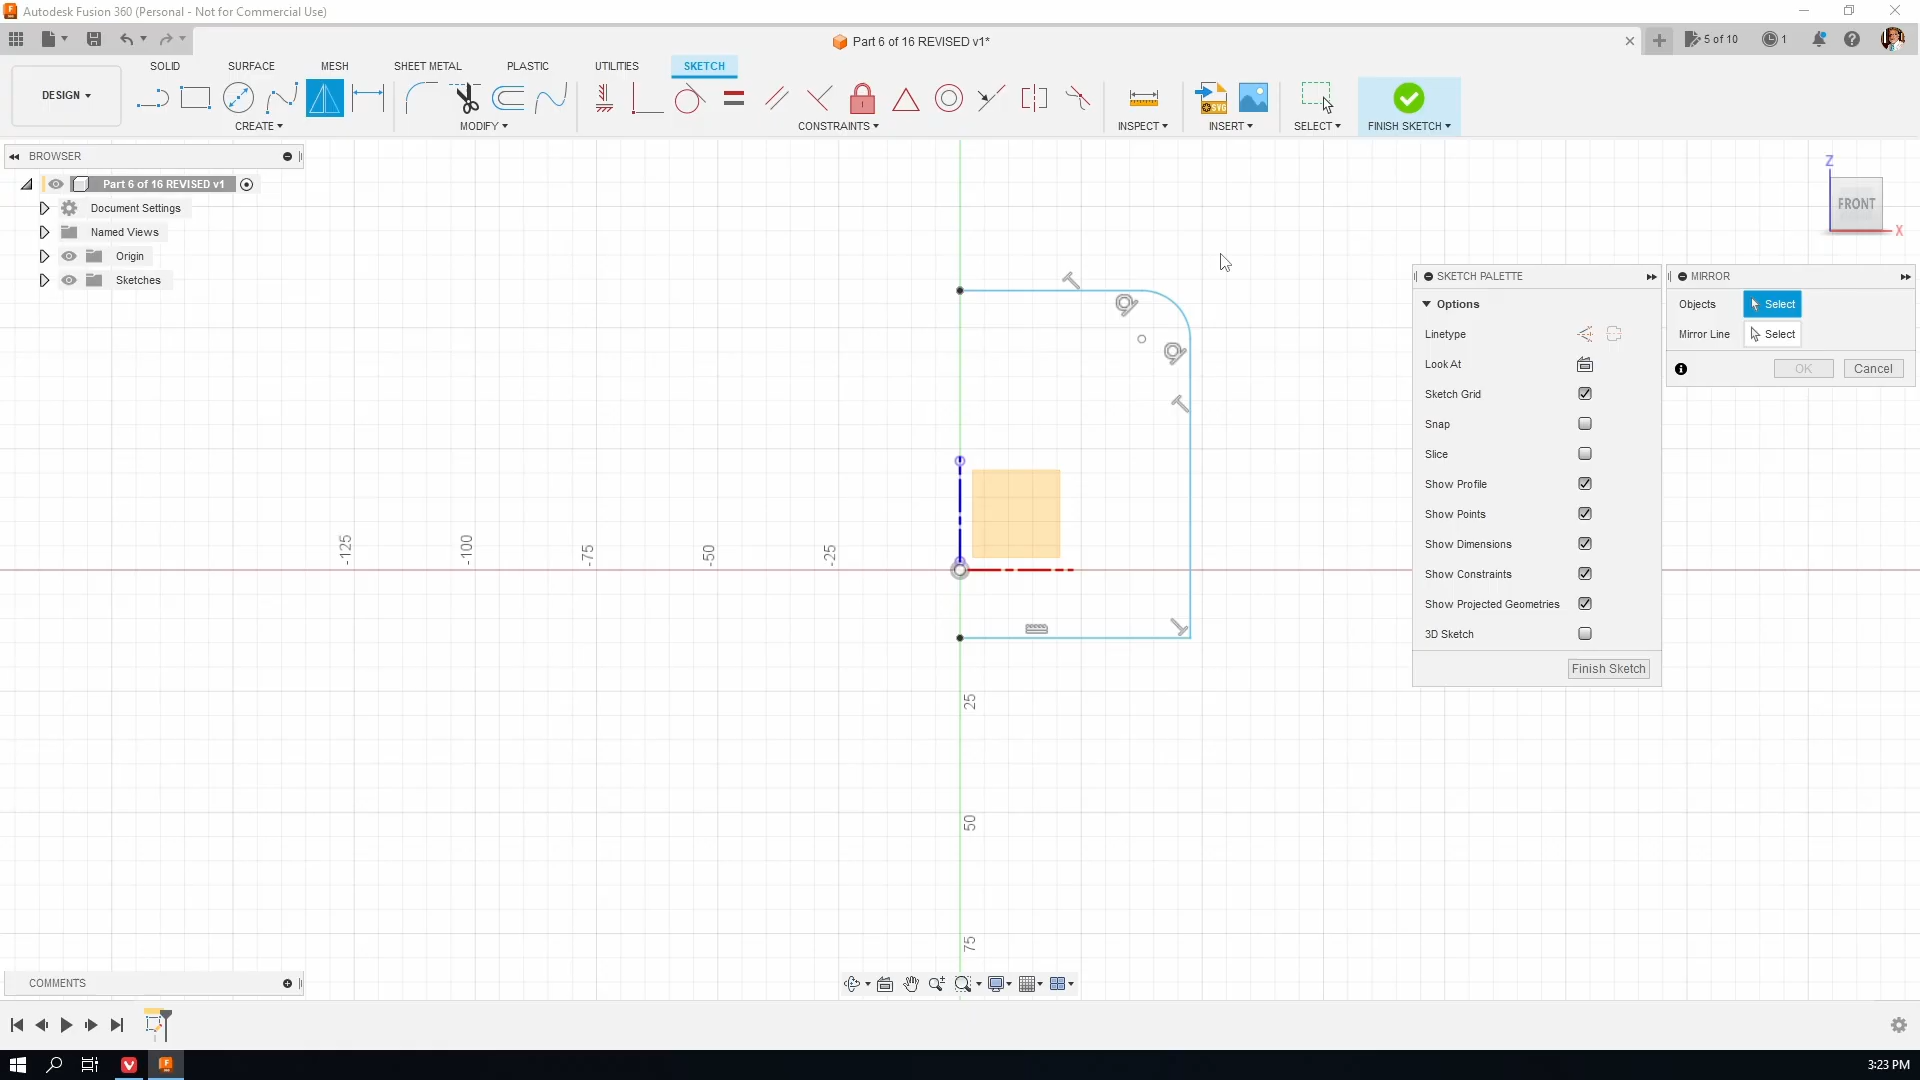 Autodesk Fusion 360 (Personal - Not for Commercial Use)
Part 6 of 16 REVISED v1*
5 of 10
1
DESIGN
SOLID
SURFACE
MESH
SHEET METAL
PLASTIC
UTILITIES
SKETCH
CREATE
MODIFY
CONSTRAINTS
INSPECT
INSERT
SVG
SELECT
FINISH SKETCH
BROWSER
Part 6 of 16 REVISED v1
Document Settings
Named Views
Origin
Sketches
Z
FRONT
X
SKETCH PALETTE
Options
Linetype
Look At
Sketch Grid
Snap
Slice
Show Profile
Show Points
Show Dimensions
Show Constraints
Show Projected Geometries
3D Sketch
Finish Sketch
MIRROR
Objects
Select
Mirror Line
Select
OK
Cancel
-125
-100
-75
-50
-25
25
50
75
COMMENTS
3:23 PM